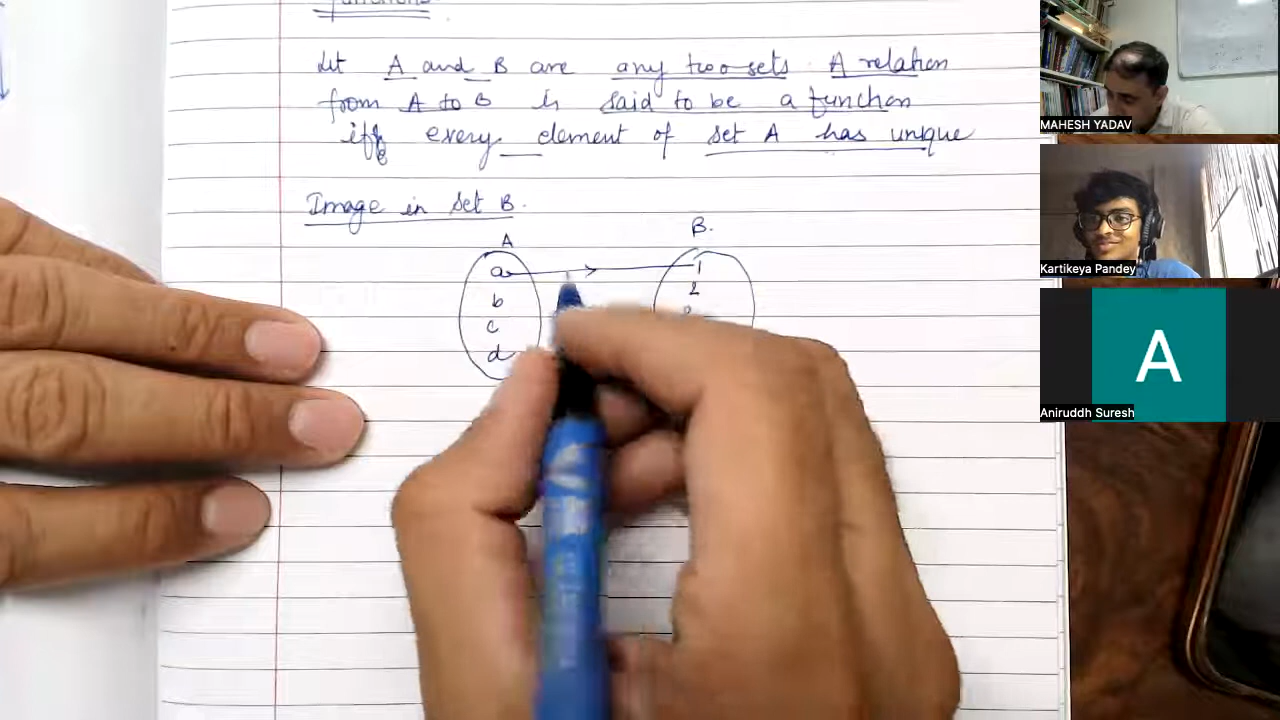 functions.
Let A and B are any two sets A relation
from A to B is said to be a function
iff every element of set A has unique
Image in set B.
A
B.
a
1
b
2
c
d
MAHESH YADAV
Kartikeya Pandey
A
Aniruddh Suresh